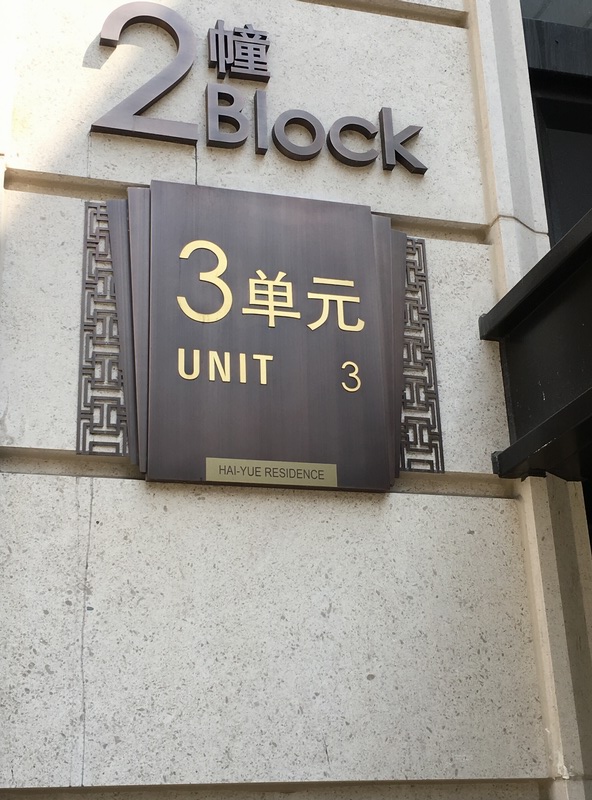 2幢
Block
3单元
UNIT 3
HAI-YUE RESIDENCE